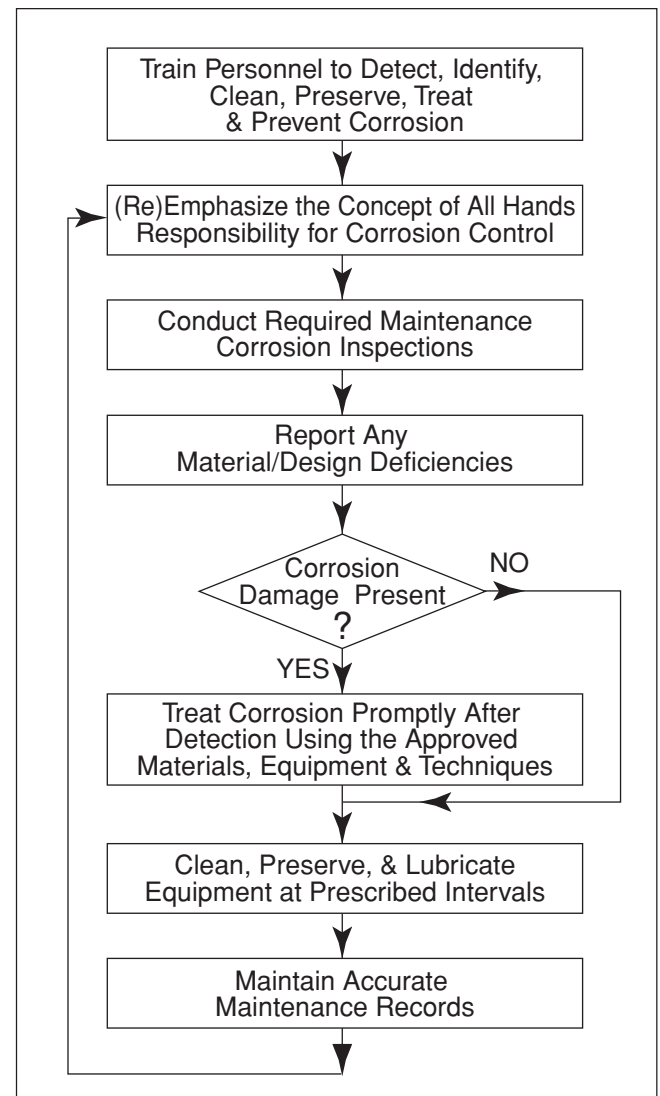 Train Personnel to Detect, Identify,
Clean, Preserve, Treat
& Prevent Corrosion
(Re)Emphasize the Concept of All Hands
Responsibility for Corrosion Control
Conduct Required Maintenance
Corrosion Inspections
Report Any
Material/Design Deficiencies
Corrosion
Damage Present
?
NO
YES
Treat Corrosion Promptly After
Detection Using the Approved
Materials, Equipment & Techniques
Clean, Preserve, & Lubricate
Equipment at Prescribed Intervals
Maintain Accurate
Maintenance Records